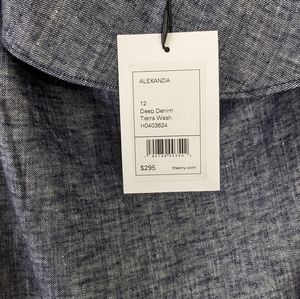 ALEXANDA
12
Deep Denim
Tierra Wash
H0403624
$295 theory.com